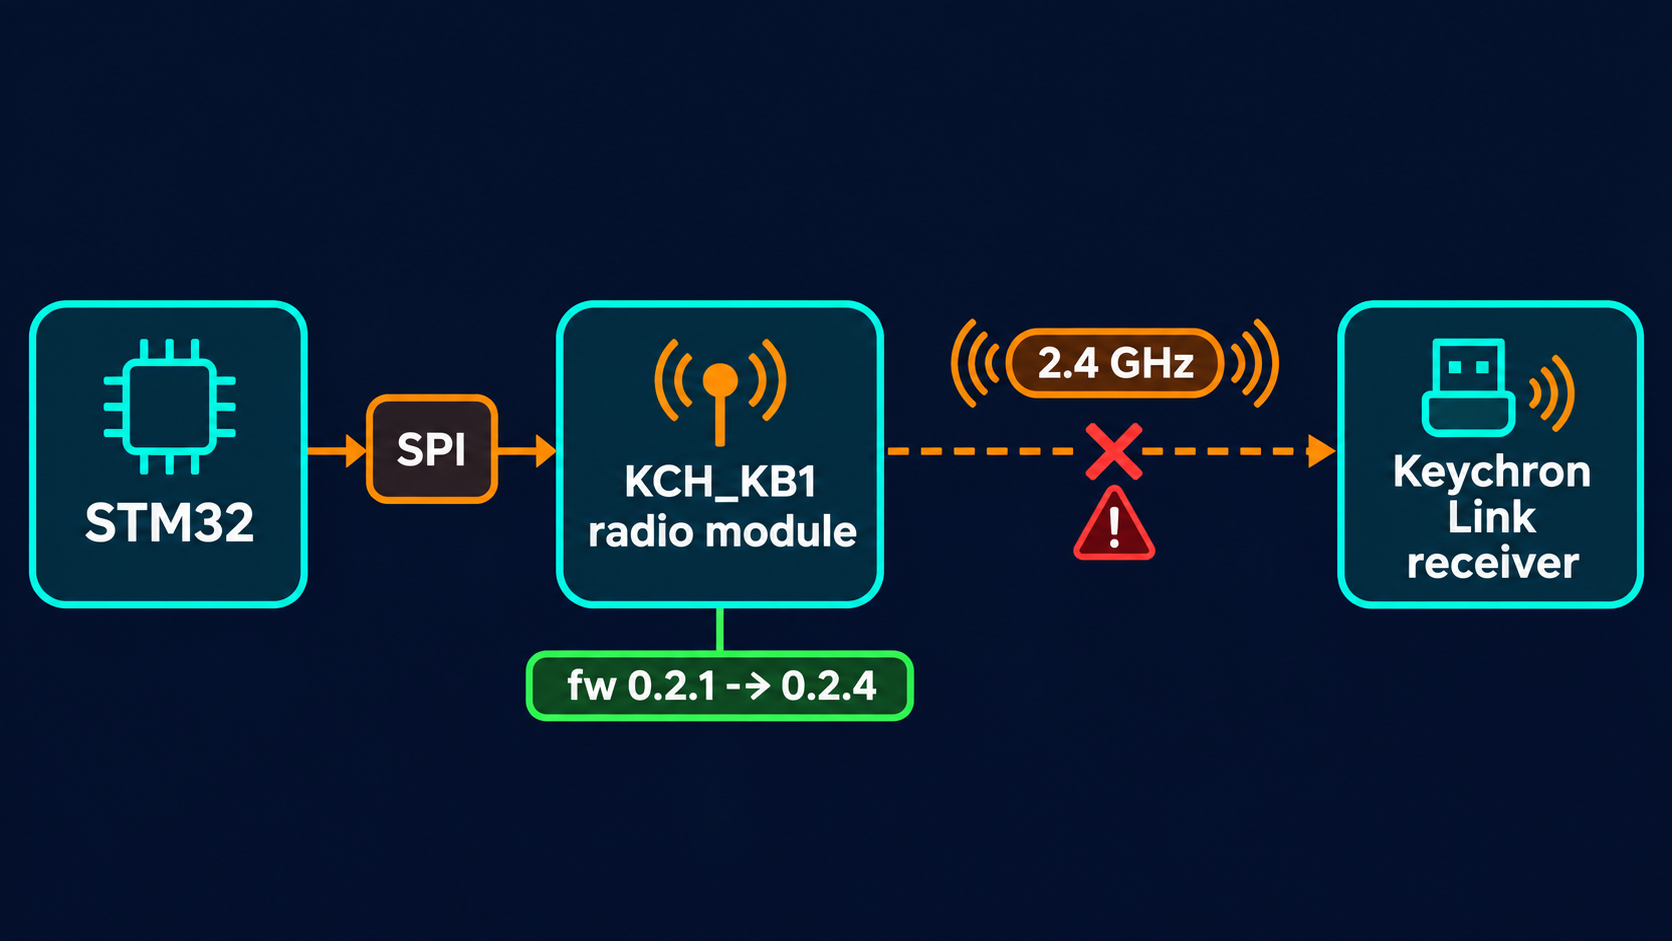 STM32
SPI
KCH_KB1
radio module
2.4 GHz
!
Keychron
Link
receiver
fw 0.2.1 -> 0.2.4